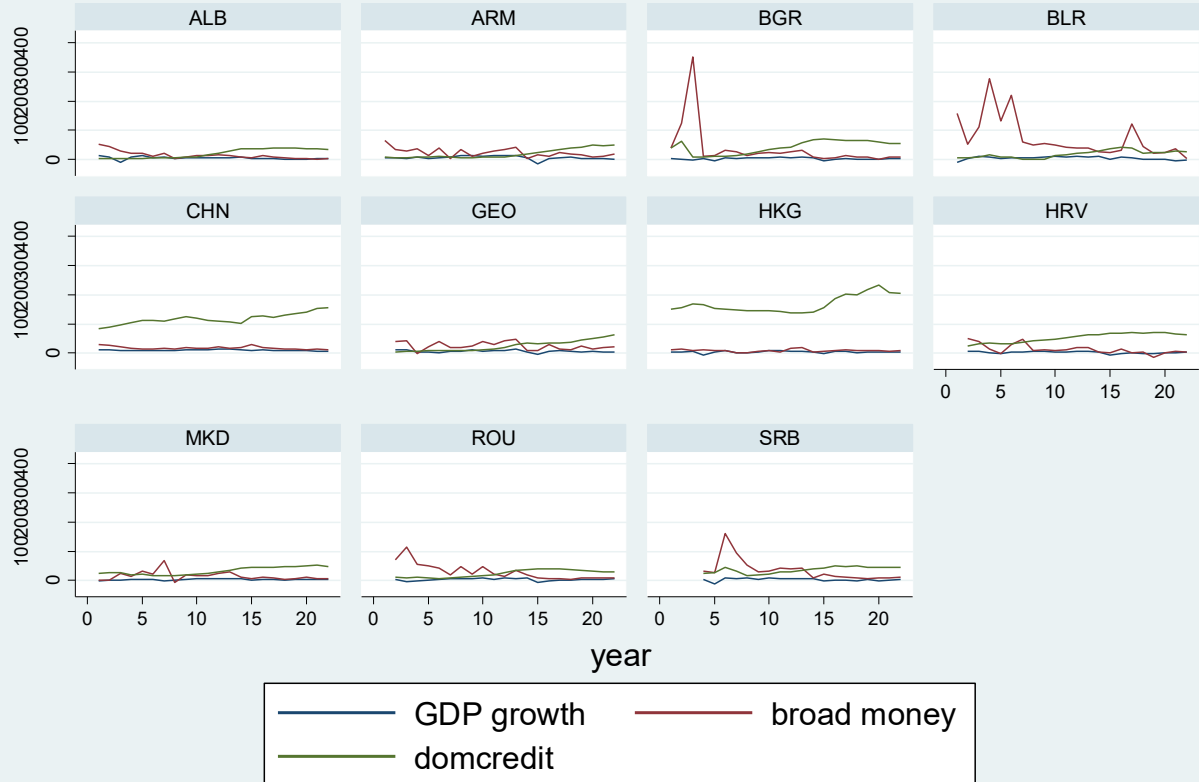 ALB ARM BGR BLR
0 100200300400
CHN GEO HKG HRV
0 100200300400
0 5 10 15 20
MKD ROU SRB
0 100200300400
0 5 10 15 20 0 5 10 15 20 0 5 10 15 20
year
GDP growth broad money
domcredit